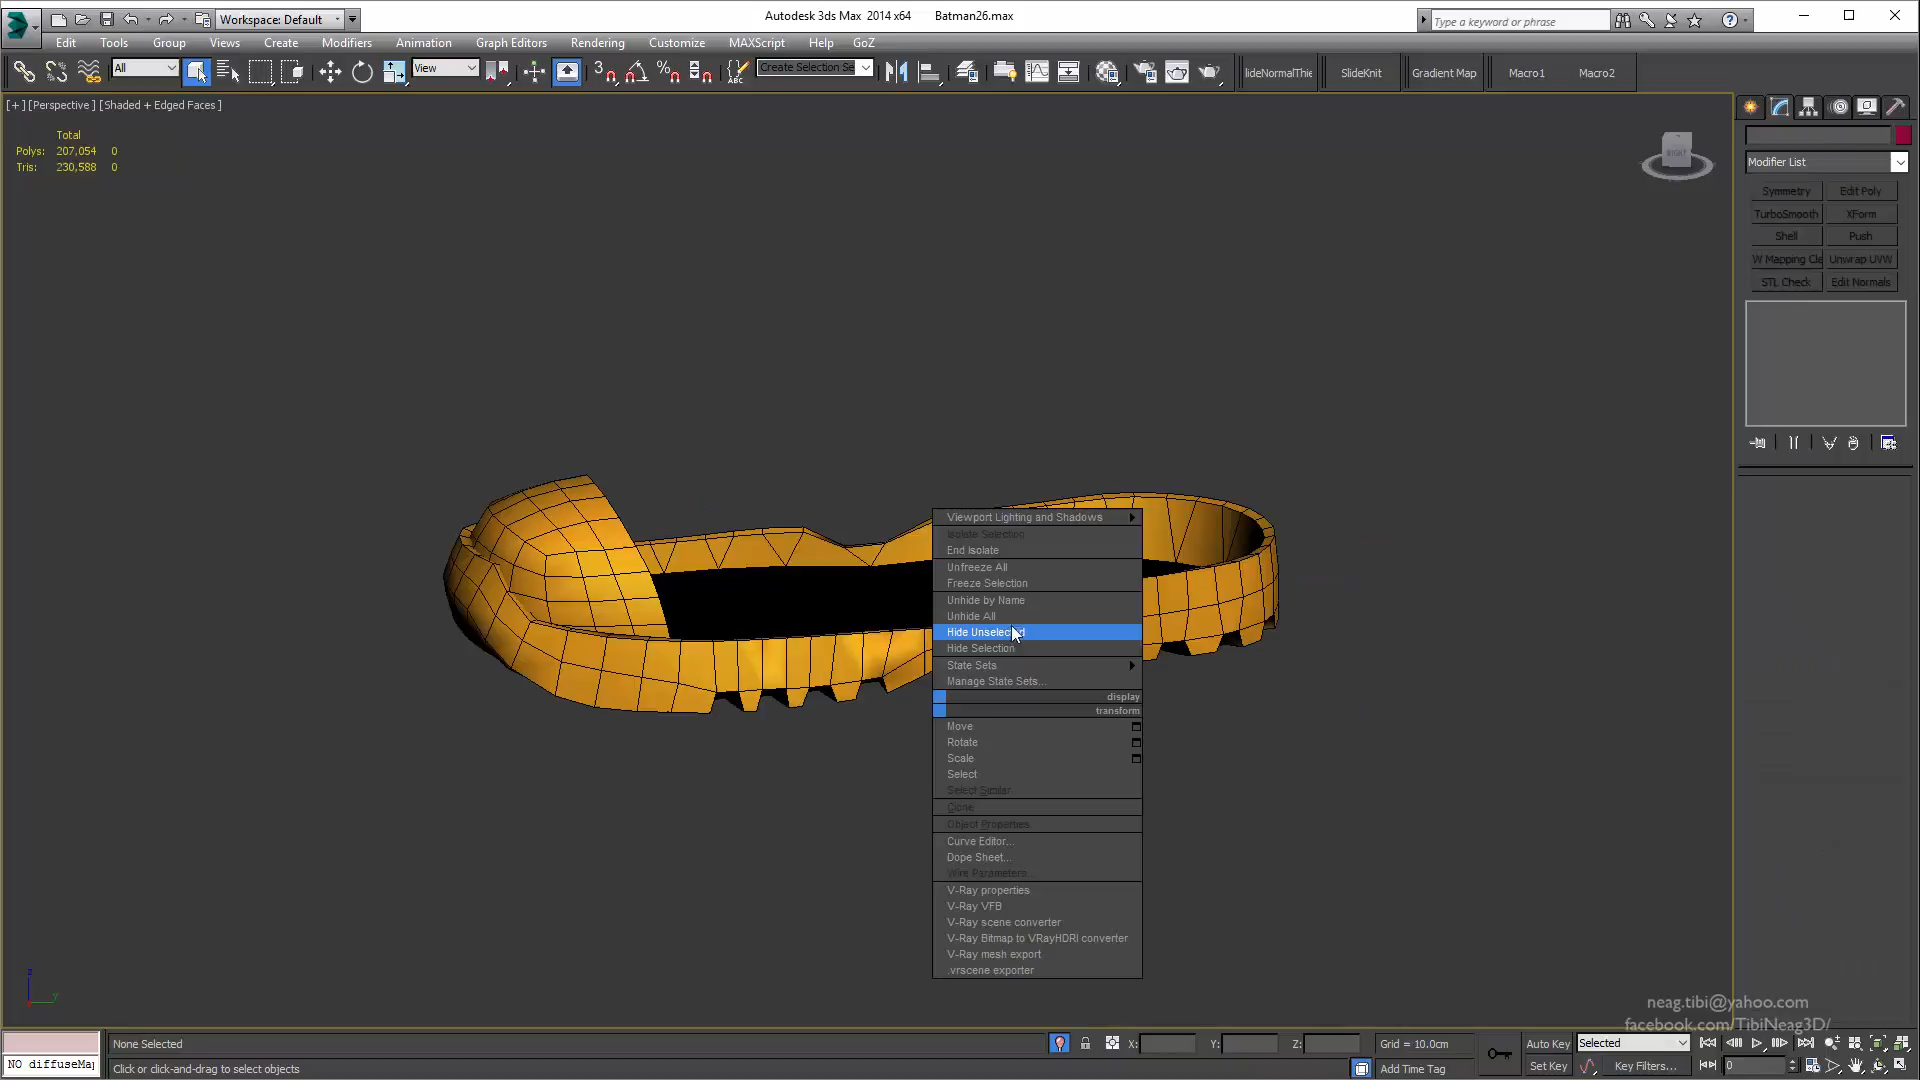 Workspace: Default
Autodesk 3ds Max 2014 x64 Batman26.max
Type a keyword or phrase
Edit Tools Group Views Create Modifiers Animation Graph Editors Rendering Customize MAXScript Help GoZ
All
View
3
Create Selection Se
lideNormalThie SlideKnit Gradient Map Macro1 Macro2
[+][Perspective][Shaded + Edged Faces]
Total
Polys: 207,054 0
Tris: 230,588 0
Modifier List
Symmetry Edit Poly
TurboSmooth XForm
Shell Push
W Mapping Cle Unwrap UVW
STL Check Edit Normals
Viewport Lighting and Shadows
Isolate Selection
End Isolate
Unfreeze All
Freeze Selection
Unhide by Name
Unhide All
Hide Unselected
Hide Selection
State Sets
Manage State Sets...
display
transform
Move
Rotate
Scale
Select
Select Similar
Clone
Object Properties
Curve Editor...
Dope Sheet...
Wire Parameters...
V-Ray properties
V-Ray VFB
V-Ray scene converter
V-Ray Bitmap to VRayHDRI converter
V-Ray mesh export
.vrscene exporter
z
y
neag.tibi@yahoo.com
facebook.com/TibiNeag3D/
None Selected
X: Y: Z: Grid = 10.0cm
Auto Key Selected
NO diffuseMap
Click or click-and-drag to select objects
Add Time Tag
Set Key Key Filters... 0